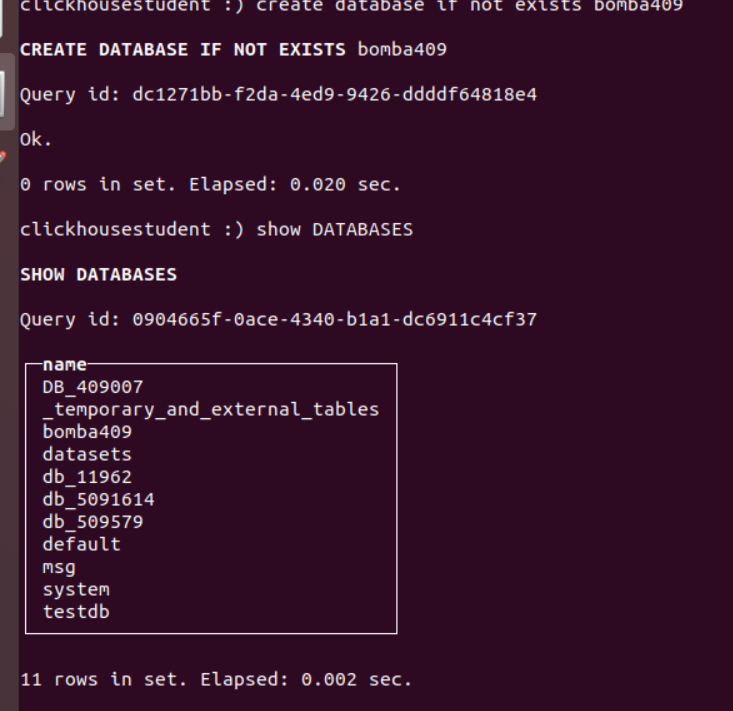 clickhousestudent :) create database if not exists bomba409
CREATE DATABASE IF NOT EXISTS bomba409
Query id: dc1271bb-f2da-4ed9-9426-ddddf64818e4
Ok.
0 rows in set. Elapsed: 0.020 sec.
clickhousestudent :) show DATABASES
SHOW DATABASES
Query id: 0904665f-0ace-4340-b1a1-dc6911c4cf37
name
DB_409007
_temporary_and_external_tables
bomba409
datasets
db_11962
db_5091614
db_509579
default
msg
system
testdb
11 rows in set. Elapsed: 0.002 sec.